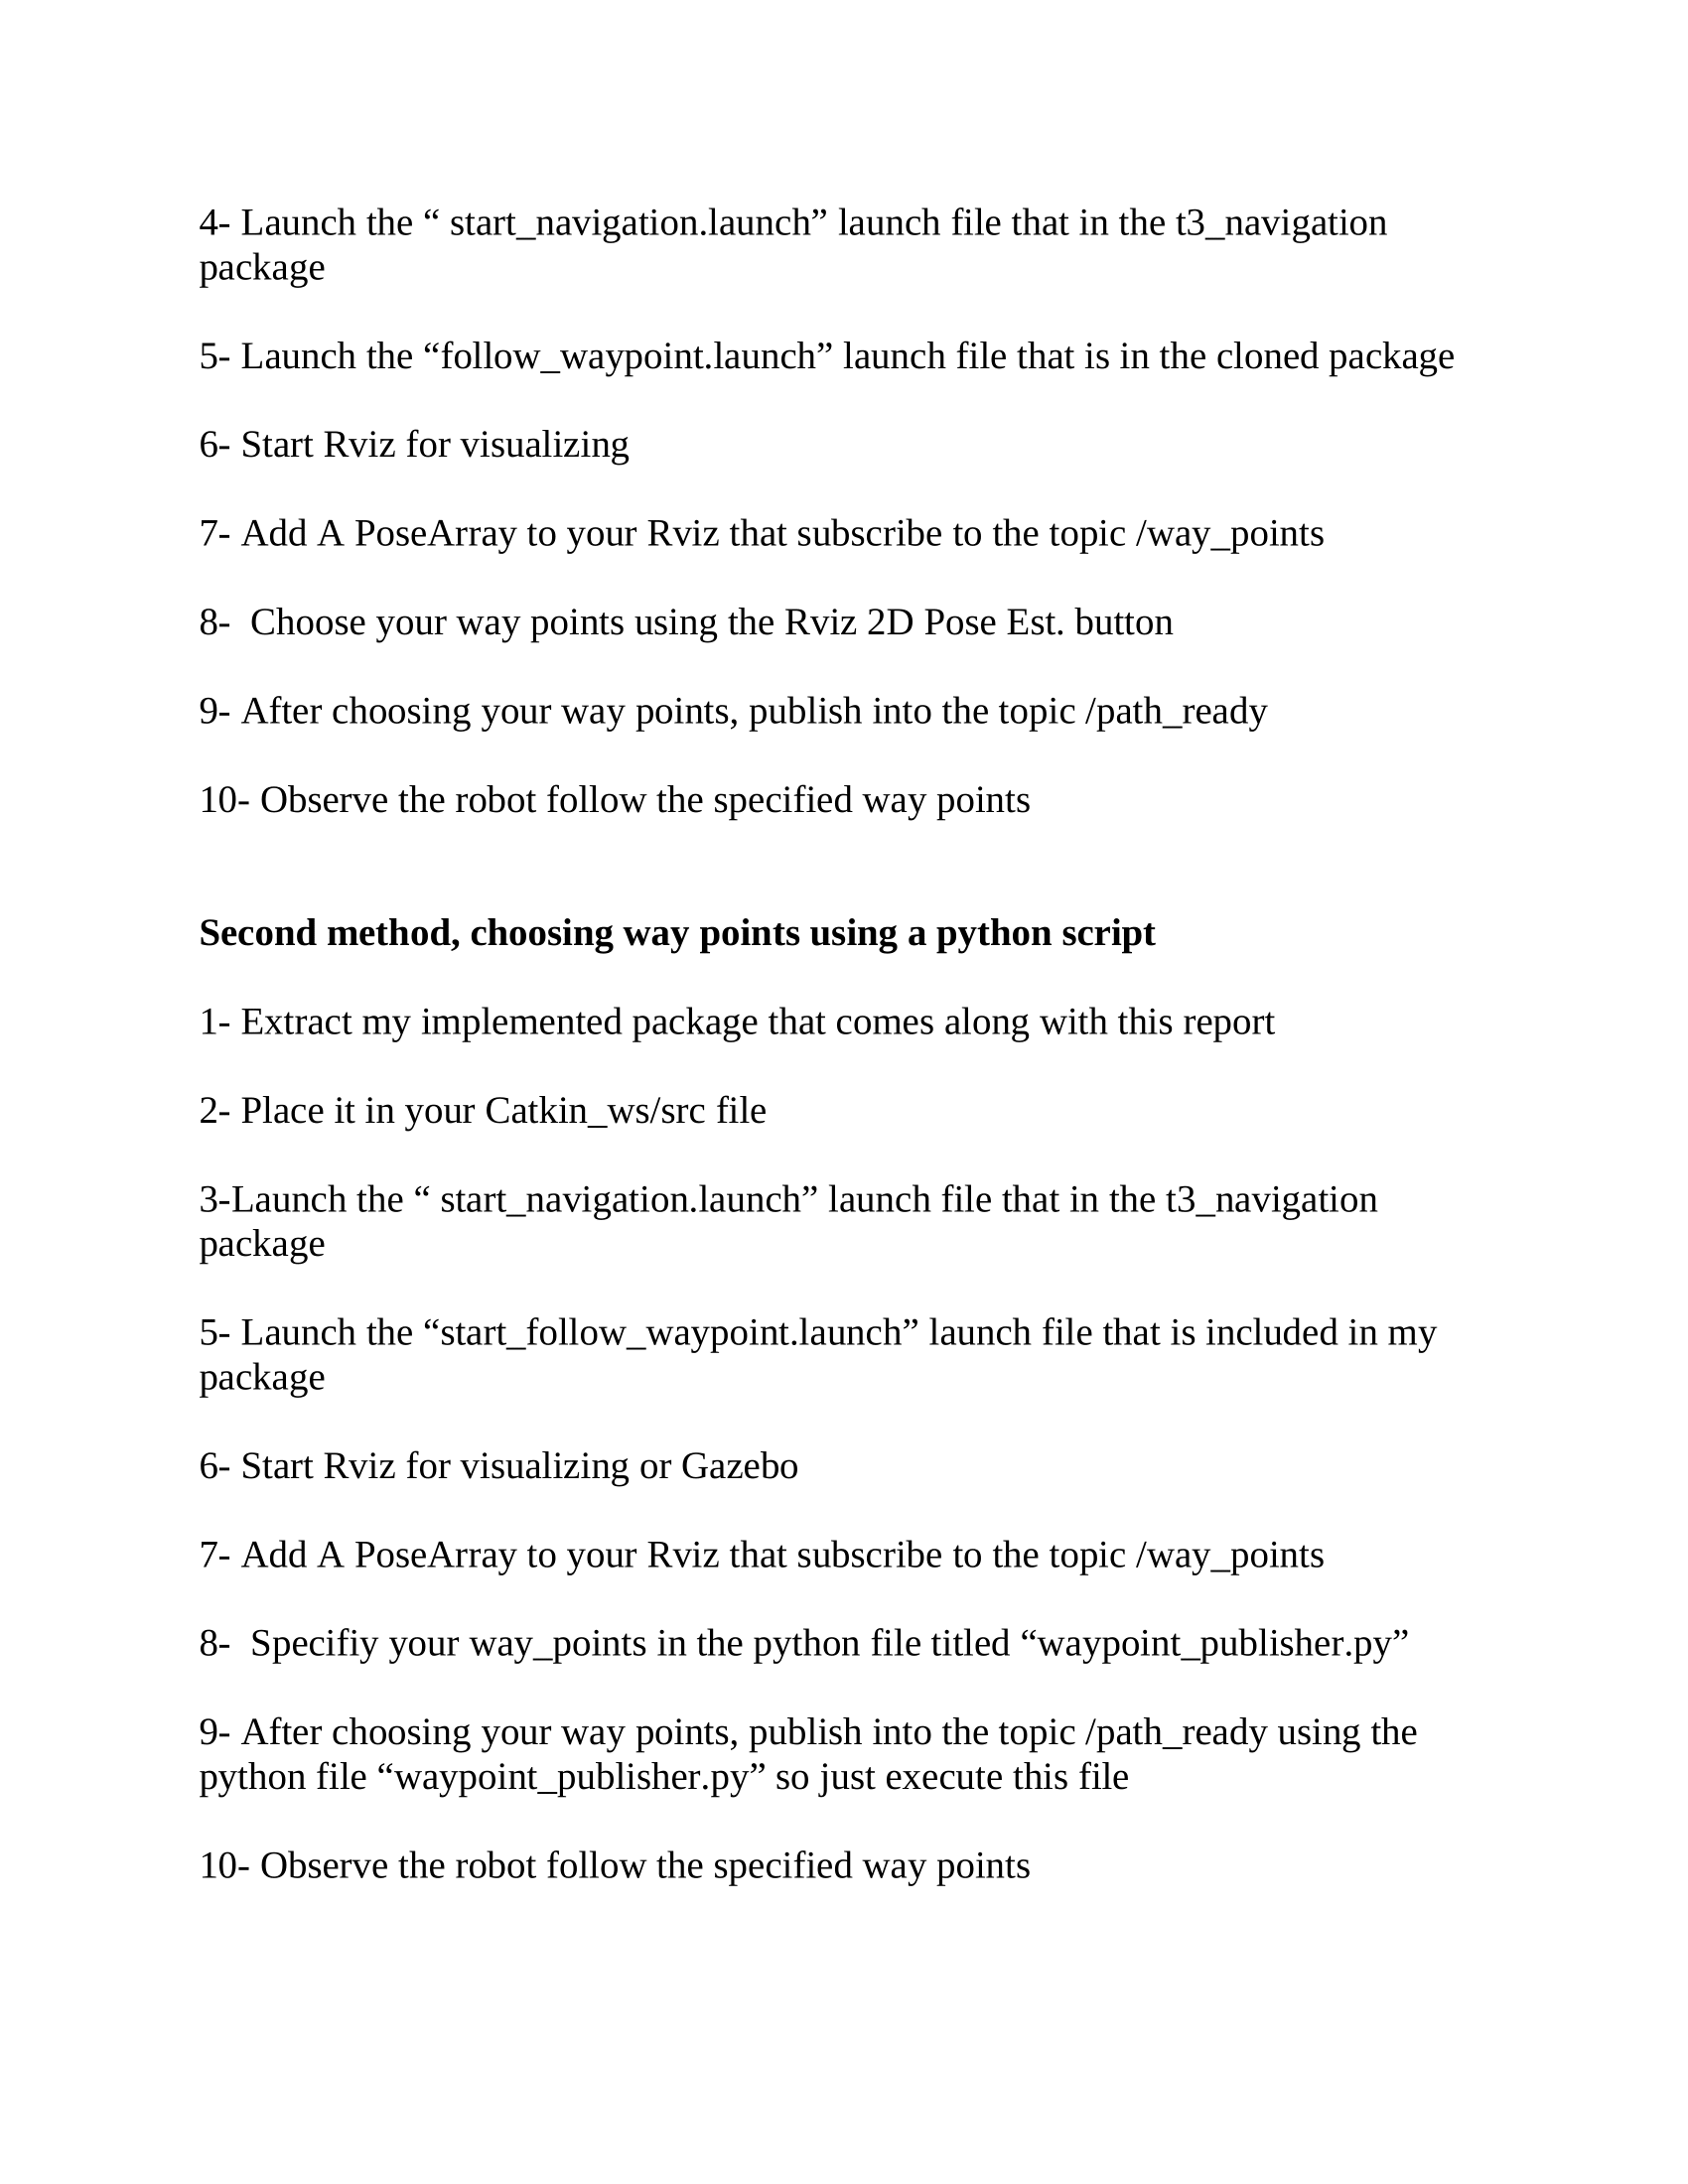 4- Launch the “ start_navigation.launch” launch file that in the t3_navigation
package
5- Launch the “follow_waypoint.launch” launch file that is in the cloned package
6- Start Rviz for visualizing
7- Add A PoseArray to your Rviz that subscribe to the topic /way_points
8-  Choose your way points using the Rviz 2D Pose Est. button
9- After choosing your way points, publish into the topic /path_ready
10- Observe the robot follow the specified way points
Second method, choosing way points using a python script
1- Extract my implemented package that comes along with this report
2- Place it in your Catkin_ws/src file
3-Launch the “ start_navigation.launch” launch file that in the t3_navigation
package
5- Launch the “start_follow_waypoint.launch” launch file that is included in my
package
6- Start Rviz for visualizing or Gazebo
7- Add A PoseArray to your Rviz that subscribe to the topic /way_points
8-  Specifiy your way_points in the python file titled “waypoint_publisher.py”
9- After choosing your way points, publish into the topic /path_ready using the
python file “waypoint_publisher.py” so just execute this file
10- Observe the robot follow the specified way points